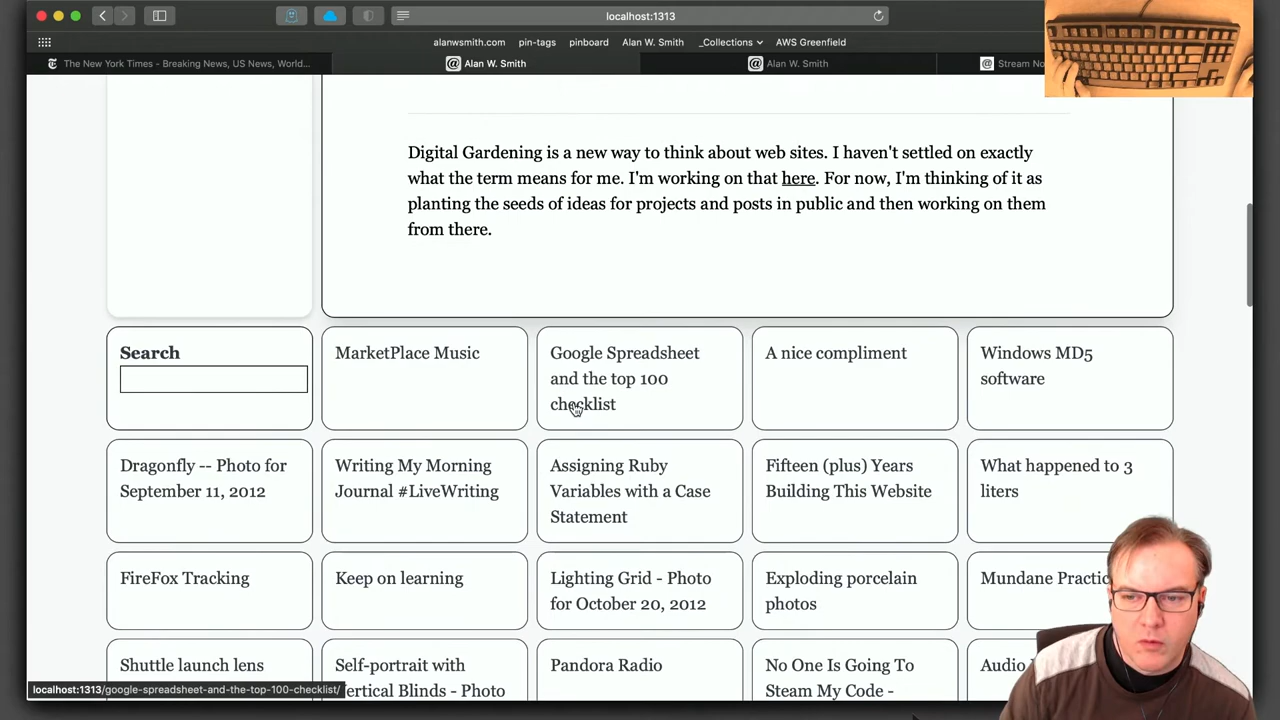 localhost:1313
alanwsmith.com pin-tags pinboard Alan W. Smith _Collections AWS Greenfield
The New York Times - Breaking News, US News, World...
@ Alan W. Smith
@ Alan W. Smith
@ Stream No
Digital Gardening is a new way to think about web sites. I haven't settled on exactly
what the term means for me. I'm working on that here. For now, I'm thinking of it as
planting the seeds of ideas for projects and posts in public and then working on them
from there.
Search
MarketPlace Music
Google Spreadsheet
and the top 100
checklist
A nice compliment
Windows MD5
software
Dragonfly -- Photo for
September 11, 2012
Writing My Morning
Journal #LiveWriting
Assigning Ruby
Variables with a Case
Statement
Fifteen (plus) Years
Building This Website
What happened to 3
liters
FireFox Tracking
Keep on learning
Lighting Grid - Photo
for October 20, 2012
Exploding porcelain
photos
Mundane Practic
Shuttle launch lens
Self-portrait with
Vertical Blinds - Photo
Pandora Radio
No One Is Going To
Steam My Code -
Audio
localhost:1313/google-spreadsheet-and-the-top-100-checklist/